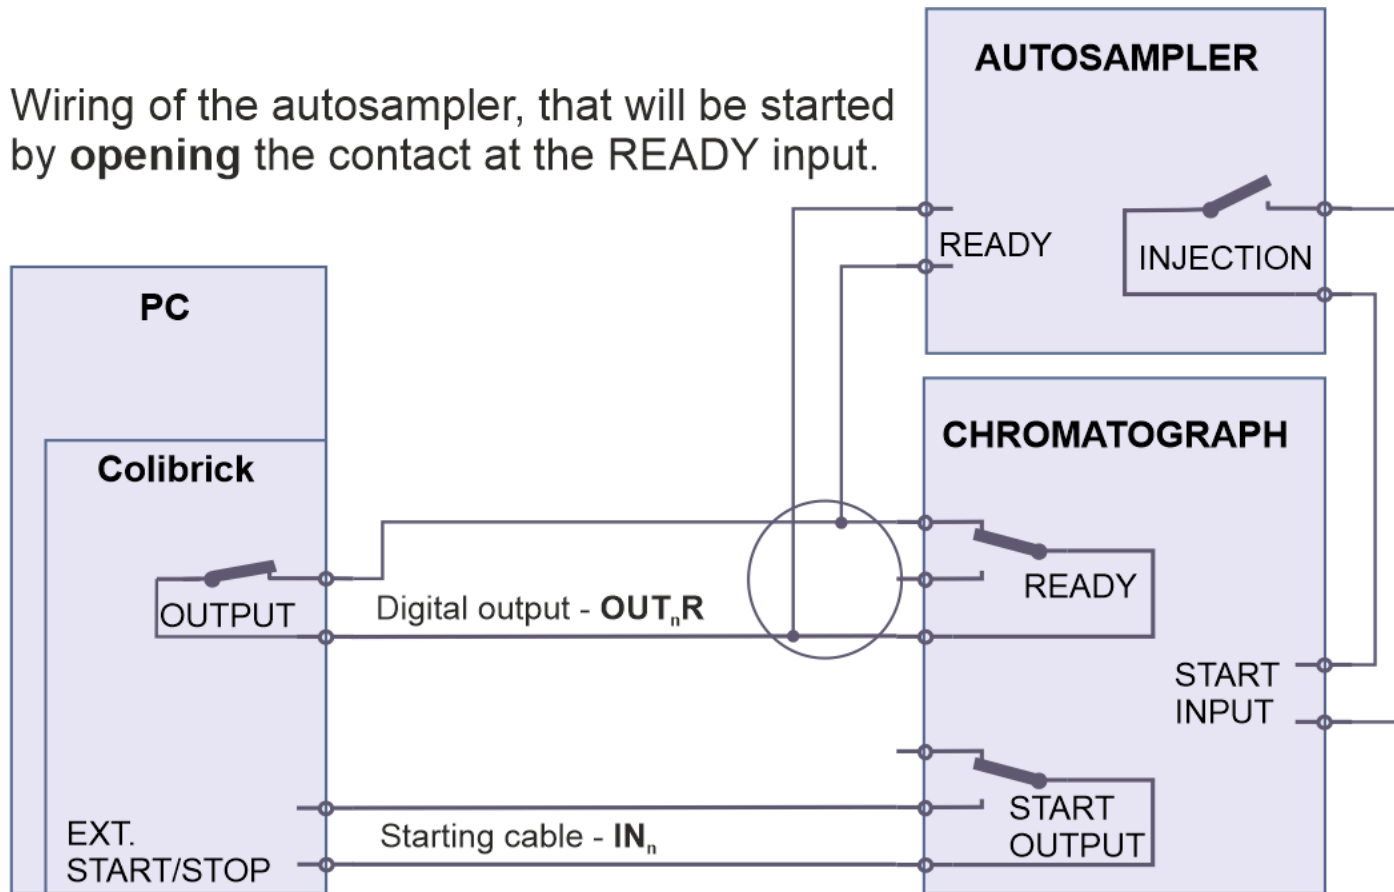 Wiring of the autosampler, that will be started
by opening the contact at the READY input.
AUTOSAMPLER
READY
INJECTION
PC
Colibrick
OUTPUT
Digital output - OUTₙR
CHROMATOGRAPH
READY
START
INPUT
START
OUTPUT
EXT.
START/STOP
Starting cable - INₙ